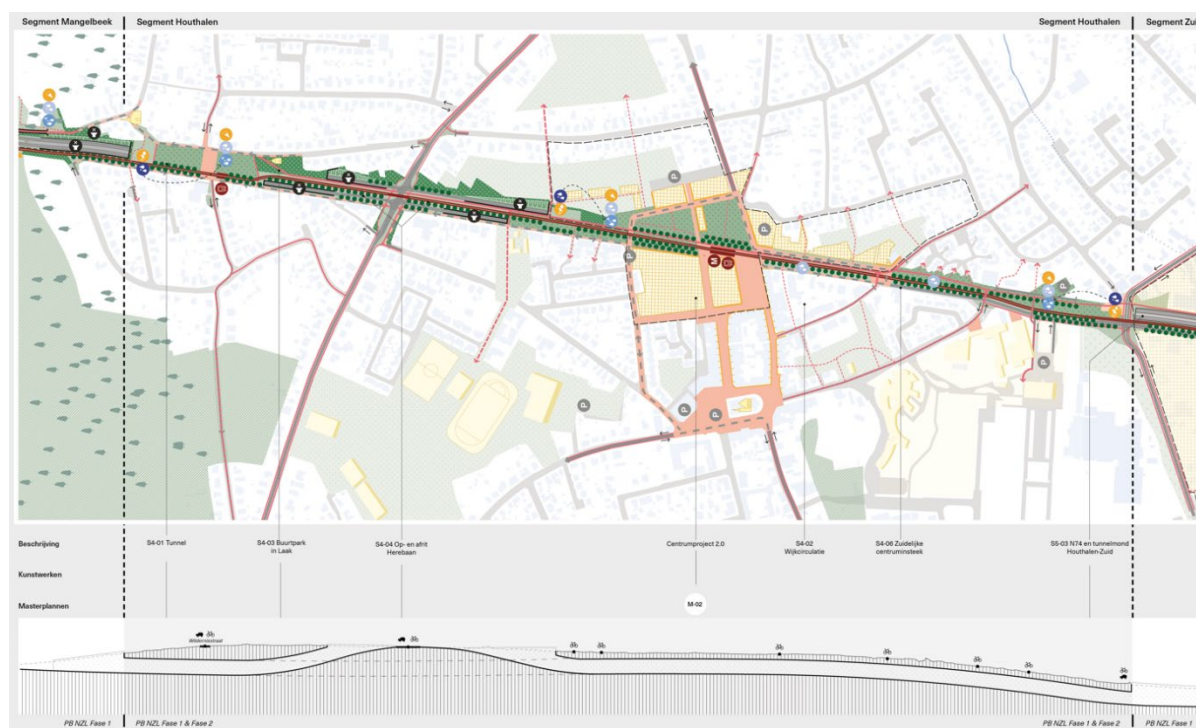 Segment Mangelbeek
Segment Houthalen
Segment Houthalen
Segment Zui
P
P
P
P
P
P
P
P
P
M
Beschrijving
S4-01 Tunnel
S4-03 Buurtpark
in Laak
S4-04 Op- en afrit
Herebaan
Centrumproject 2.0
S4-02
Wijkcirculatie
S4-06 Zuidelijke
centruminsteek
S5-03 N74 en tunnelmond
Houthalen-Zuid
Kunstwerken
Masterplannen
M-02
PB NZL Fase 1
PB NZL Fase 1 & Fase 2
PB NZL Fase 1 & Fase 2
PB NZL Fase 1